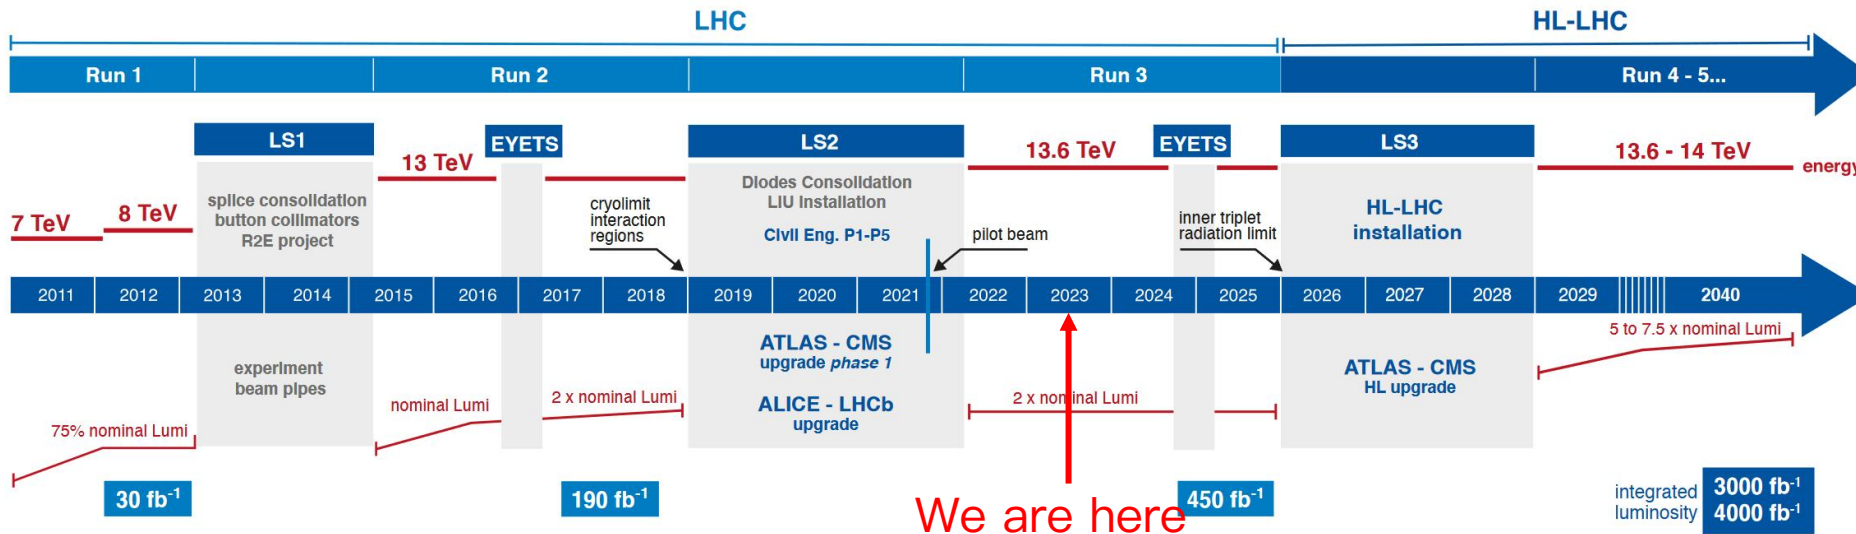 LHC
HL-LHC
Run 1
Run 2
Run 3
Run 4 - 5...
LS1
EYETS
LS2
EYETS
LS3
13 TeV
13.6 TeV
13.6 - 14 TeV
energy
7 TeV
8 TeV
splice consolidation
button collimators
R2E project
cryolimit
interaction
regions
Diodes Consolidation
LIU Installation
Civil Eng. P1-P5
pilot beam
inner triplet
radiation limit
HL-LHC
installation
2011
2012
2013
2014
2015
2016
2017
2018
2019
2020
2021
2022
2023
2024
2025
2026
2027
2028
2029
2040
5 to 7.5 x nominal Lumi
experiment
beam pipes
ATLAS - CMS
upgrade phase 1
ALICE - LHCb
upgrade
ATLAS - CMS
HL upgrade
75% nominal Lumi
nominal Lumi
2 x nominal Lumi
2 x nominal Lumi
30 fb-1
190 fb-1
We are here
450 fb-1
integrated
luminosity
3000 fb-1
4000 fb-1